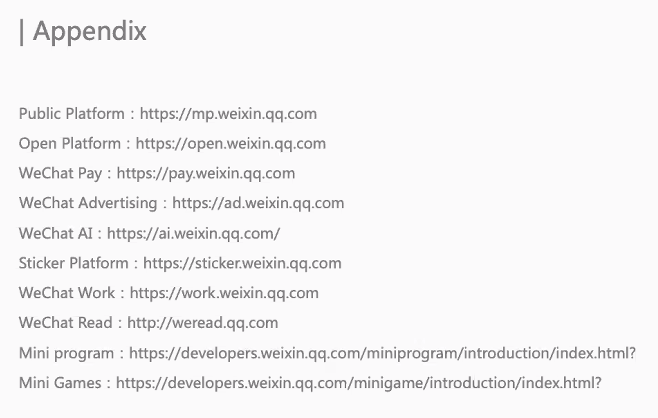 | Appendix
Public Platform：https://mp.weixin.qq.com
Open Platform：https://open.weixin.qq.com
WeChat Pay：https://pay.weixin.qq.com
WeChat Advertising：https://ad.weixin.qq.com
WeChat AI：https://ai.weixin.qq.com/
Sticker Platform：https://sticker.weixin.qq.com
WeChat Work：https://work.weixin.qq.com
WeChat Read：http://weread.qq.com
Mini program：https://developers.weixin.qq.com/miniprogram/introduction/index.html?
Mini Games：https://developers.weixin.qq.com/minigame/introduction/index.html?